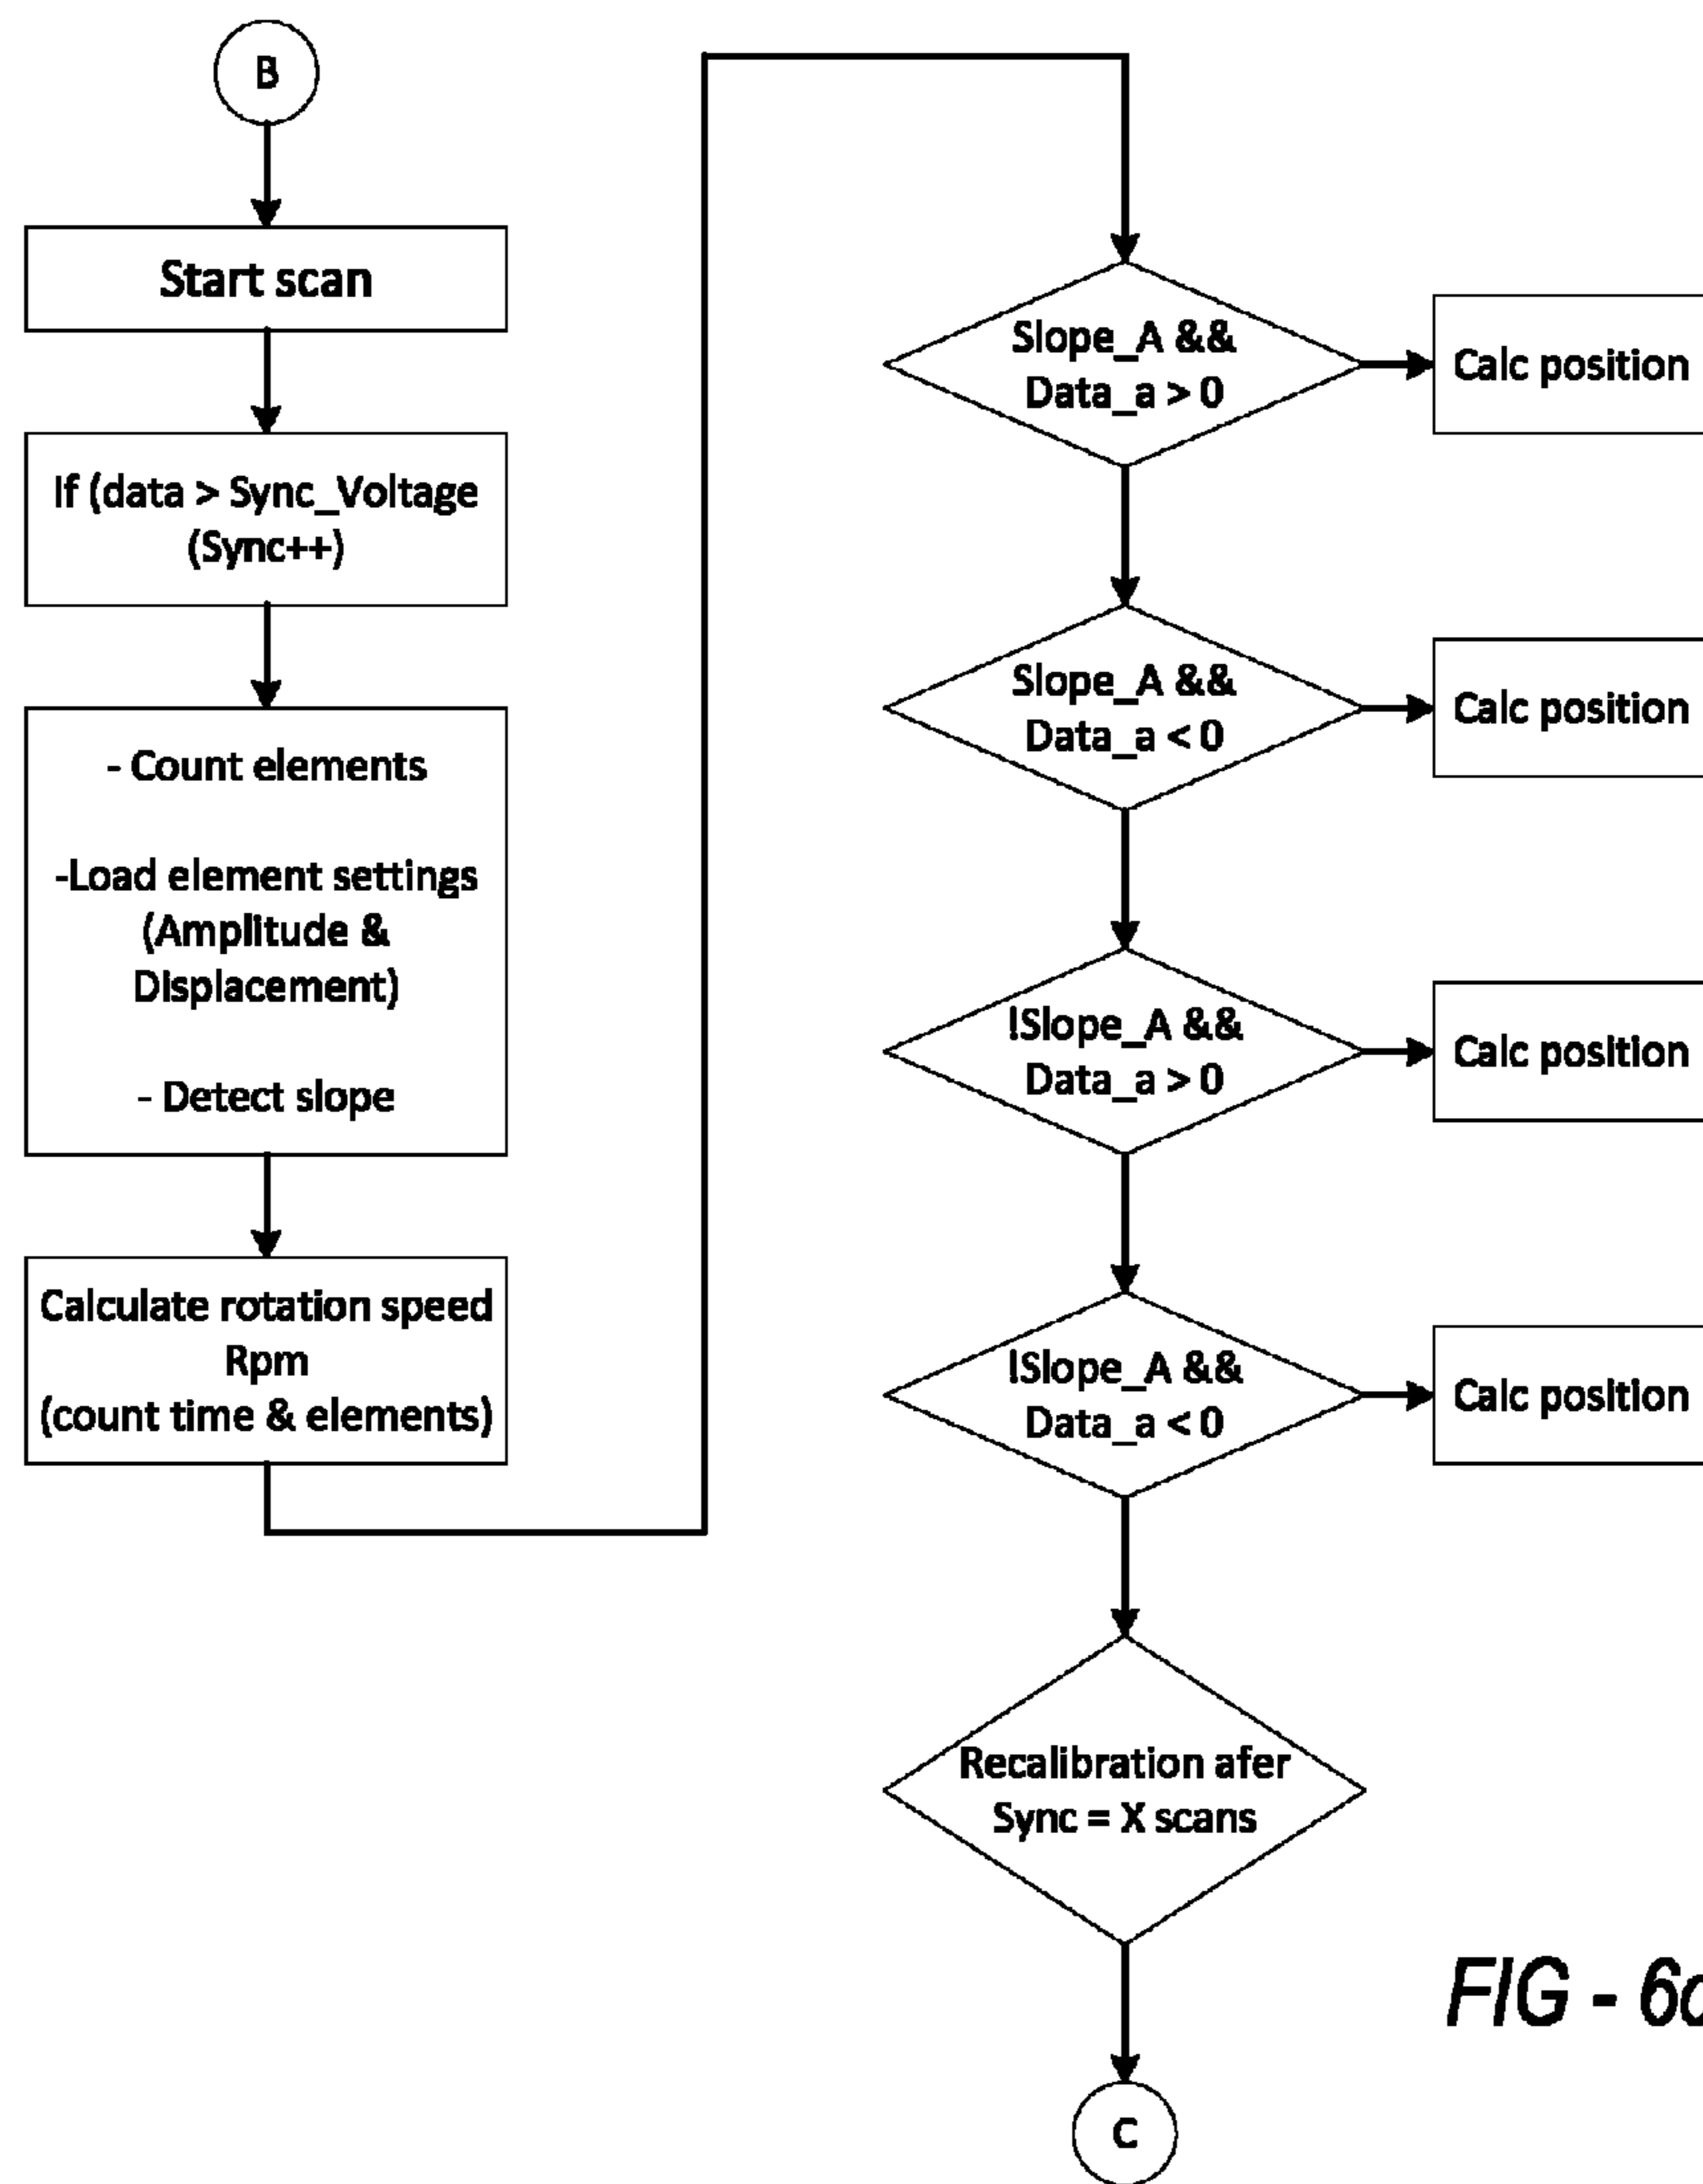 B
Start scan
If (data > Sync_Voltage
(Sync++)
- Count elements
-Load element settings
(Amplitude &
Displacement)
- Detect slope
Calculate rotation speed
Rpm
(count time & elements)
Slope_A &&
Data_a > 0
Calc position
Slope_A &&
Data_a < 0
Calc position
!Slope_A &&
Data_a > 0
Calc position
!Slope_A &&
Data_a < 0
Calc position
Recalibration afer
Sync = X scans
C
FIG - 6